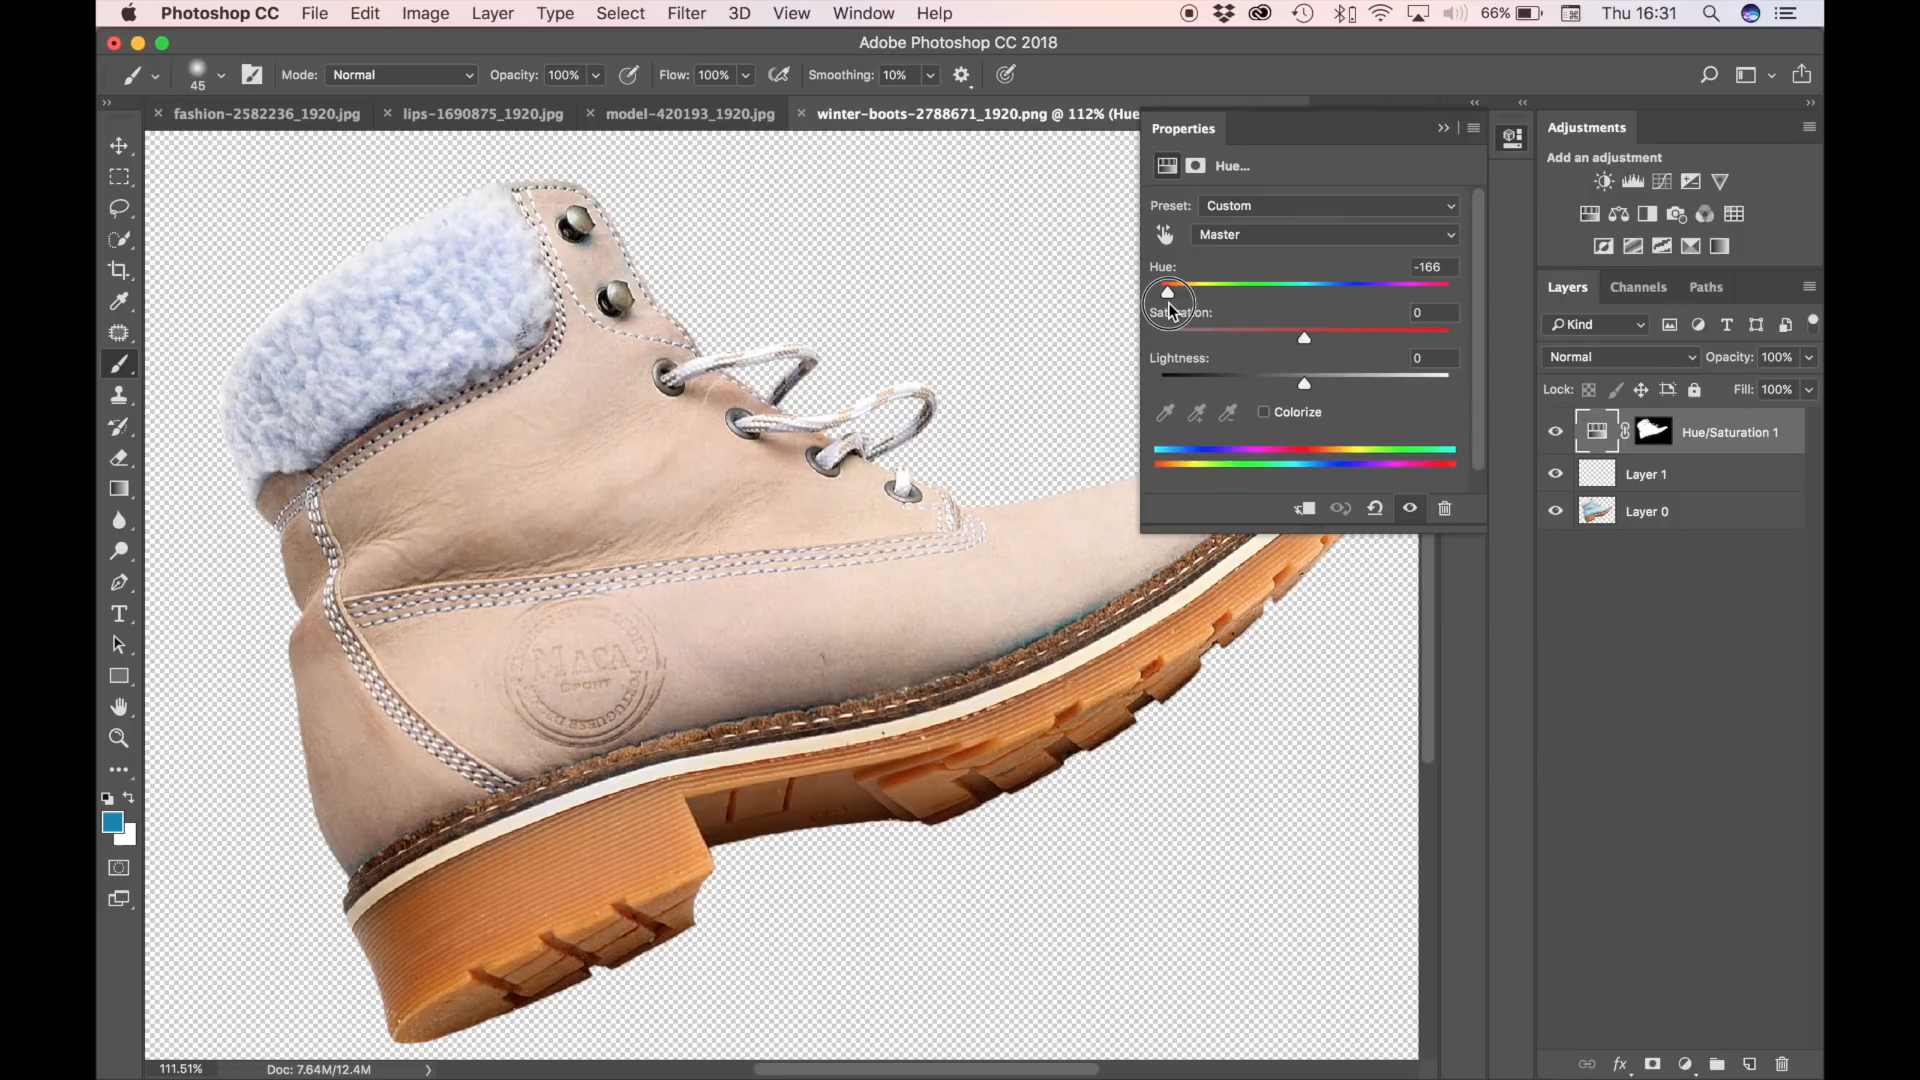 Photoshop CC File Edit Image Layer Type Select Filter 3D View Window Help 66% Thu 16:31
Adobe Photoshop CC 2018
45 Mode: Normal Opacity: 100% Flow: 100% Smoothing: 10%
fashion-2582236_1920.jpg lips-1690875_1920.jpg model-420193_1920.jpg winter-boots-2788671_1920.png @ 112% (Hue
Properties
Hue...
Preset: Custom
Master
Hue: -166
Saturation: 0
Lightness: 0
Colorize
Adjustments
Add an adjustment
Layers Channels Paths
Kind
Normal Opacity: 100%
Lock: Fill: 100%
Hue/Saturation 1
Layer 1
Layer 0
MACA
SPORT
111.51% Doc: 7.64M/12.4M